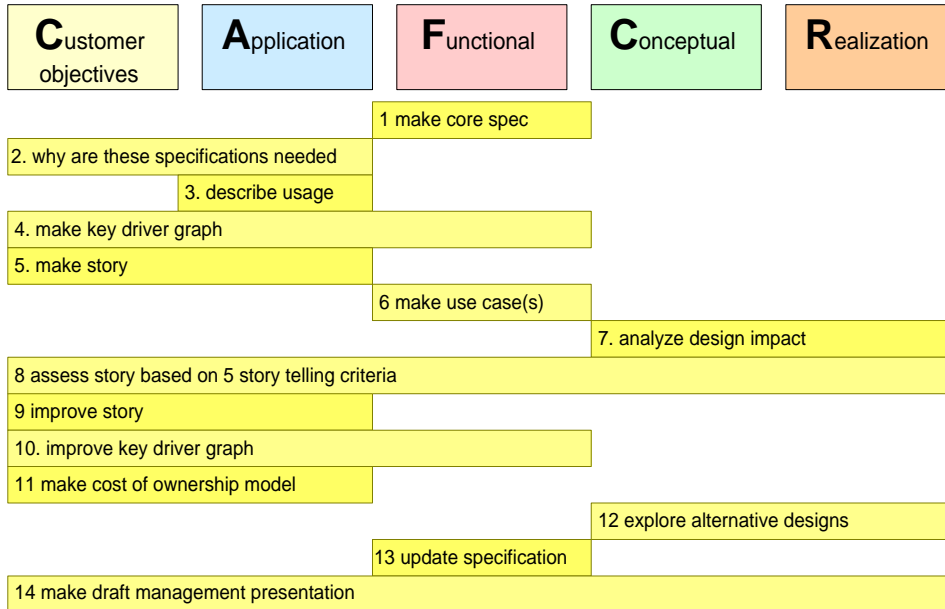 Customer objectives
Application
Functional
Conceptual
Realization
1 make core spec
2. why are these specifications needed
3. describe usage
4. make key driver graph
5. make story
6 make use case(s)
7. analyze design impact
8 assess story based on 5 story telling criteria
9 improve story
10. improve key driver graph
11 make cost of ownership model
12 explore alternative designs
13 update specification
14 make draft management presentation